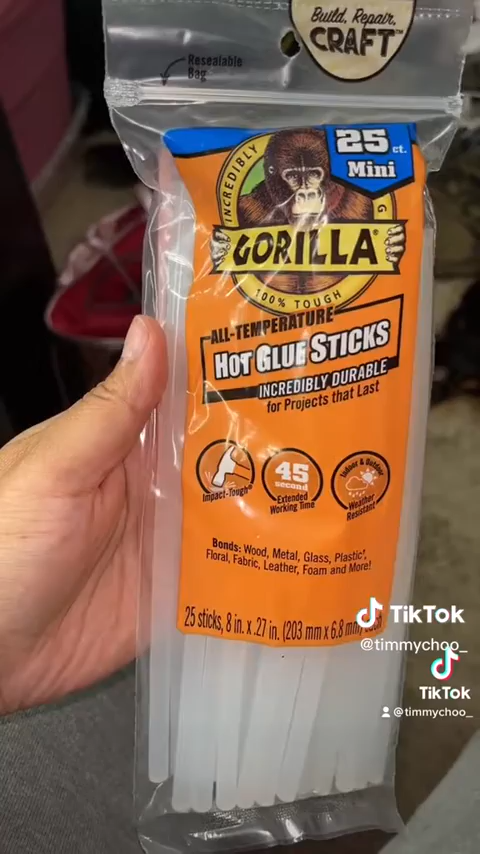 Build, Repair,
CRAFT™
Resealable
Bag
25 ct.
Mini
INCREDIBLY
GORILLA®
100% TOUGH
ALL-TEMPERATURE
HOT GLUE STICKS
INCREDIBLY DURABLE
for Projects that Last
Impact-Tough
45
second
Extended
Working Time
Indoor & Outdoor
Weather
Resistant
Bonds: Wood, Metal, Glass, Plastic†,
Floral, Fabric, Leather, Foam and More!
25 sticks, 8 in. x .27 in. (203 mm x 6.8 mm)
TikTok
@timmychoo_
TikTok
@timmychoo_